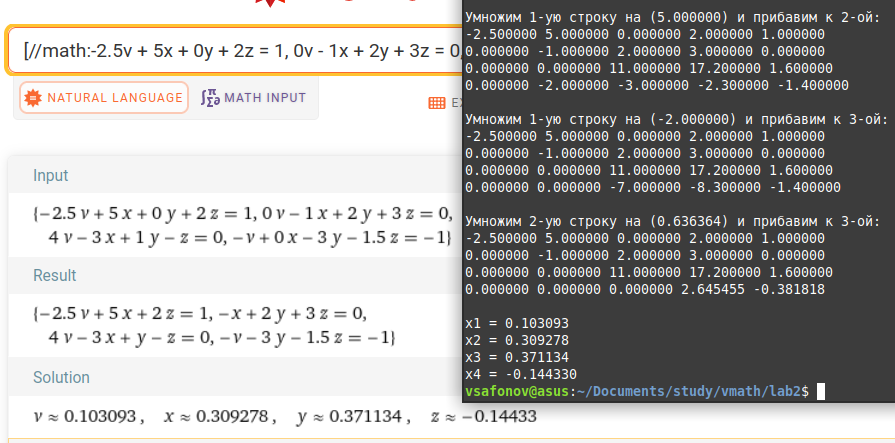 [//math:-2.5v + 5x + 0y + 2z = 1, 0v - 1x + 2y + 3z = 0,
NATURAL LANGUAGE
MATH INPUT
Input
{−2.5 v + 5 x + 0 y + 2 z = 1, 0 v − 1 x + 2 y + 3 z = 0,
4 v − 3 x + 1 y − z = 0, −v + 0 x − 3 y − 1.5 z = −1}
Result
{−2.5 v + 5 x + 2 z = 1, −x + 2 y + 3 z = 0,
4 v − 3 x + y − z = 0, −v − 3 y − 1.5 z = −1}
Solution
v ≈ 0.103093 , x ≈ 0.309278 , y ≈ 0.371134 , z ≈ −0.14433
Умножим 1-ую строку на (5.000000) и прибавим к 2-ой:
-2.500000 5.000000 0.000000 2.000000 1.000000
0.000000 -1.000000 2.000000 3.000000 0.000000
0.000000 0.000000 11.000000 17.200000 1.600000
0.000000 -2.000000 -3.000000 -2.300000 -1.400000
Умножим 1-ую строку на (-2.000000) и прибавим к 3-ой:
-2.500000 5.000000 0.000000 2.000000 1.000000
0.000000 -1.000000 2.000000 3.000000 0.000000
0.000000 0.000000 11.000000 17.200000 1.600000
0.000000 0.000000 -7.000000 -8.300000 -1.400000
Умножим 2-ую строку на (0.636364) и прибавим к 3-ой:
-2.500000 5.000000 0.000000 2.000000 1.000000
0.000000 -1.000000 2.000000 3.000000 0.000000
0.000000 0.000000 11.000000 17.200000 1.600000
0.000000 0.000000 0.000000 2.645455 -0.381818
x1 = 0.103093
x2 = 0.309278
x3 = 0.371134
x4 = -0.144330
vsafonov@asus:~/Documents/study/vmath/lab2$